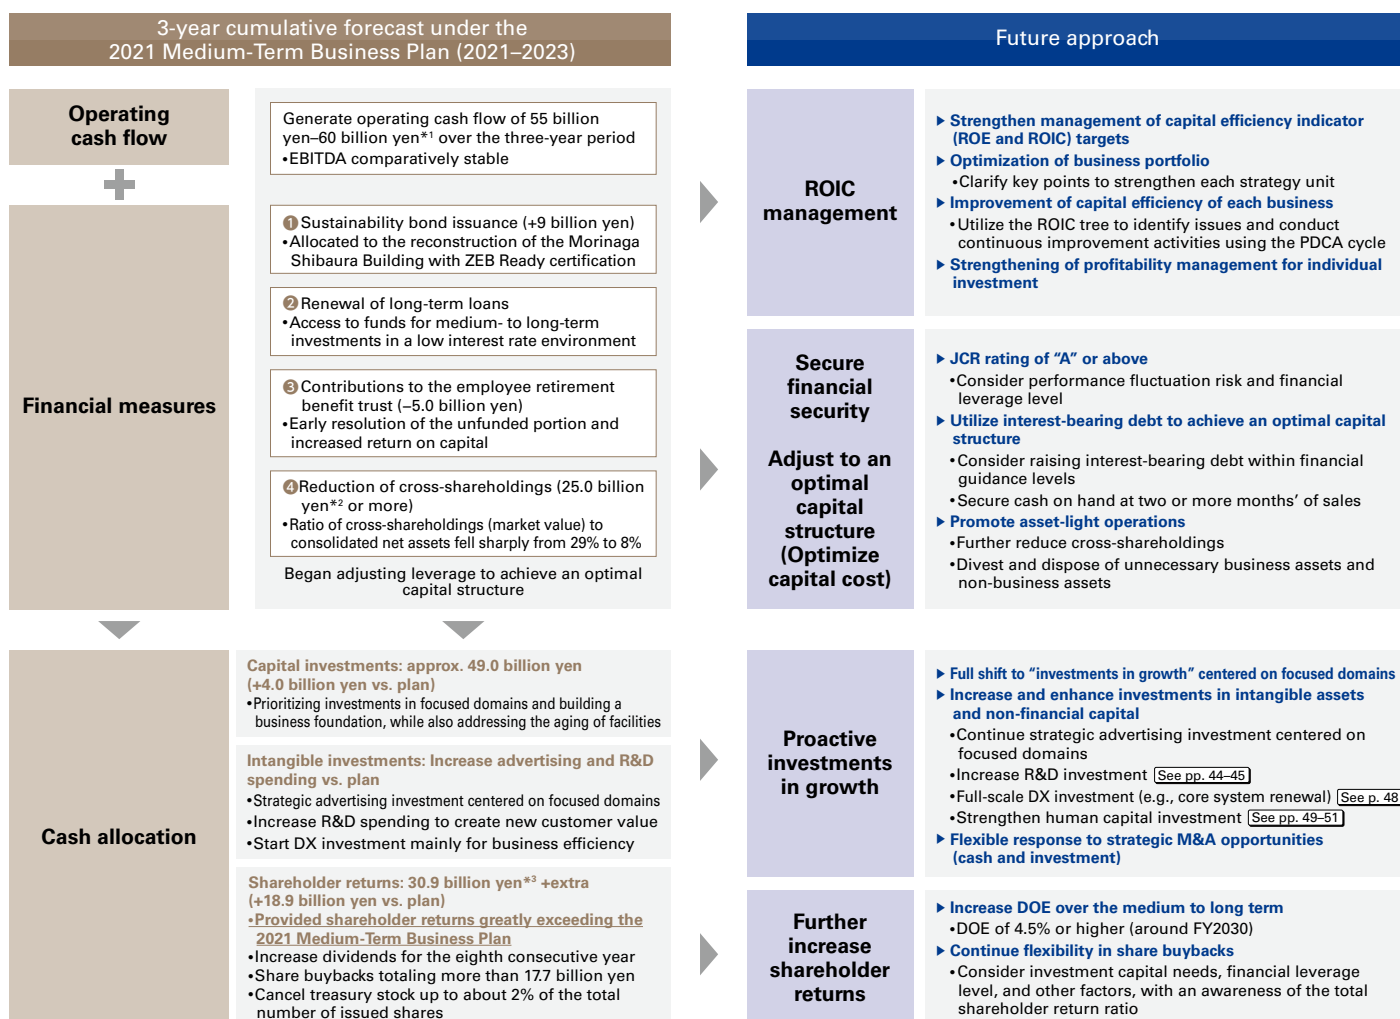 3-year cumulative forecast under the
2021 Medium-Term Business Plan (2021–2023)
Operating
cash flow
Generate operating cash flow of 55 billion
yen–60 billion yen*1 over the three-year period
•EBITDA comparatively stable
Financial measures
❶Sustainability bond issuance (+9 billion yen)
•Allocated to the reconstruction of the Morinaga
Shibaura Building with ZEB Ready certification
❷Renewal of long-term loans
•Access to funds for medium- to long-term
investments in a low interest rate environment
❸Contributions to the employee retirement
benefit trust (–5.0 billion yen)
•Early resolution of the unfunded portion and
increased return on capital
❹Reduction of cross-shareholdings (25.0 billion
yen*2 or more)
•Ratio of cross-shareholdings (market value) to
consolidated net assets fell sharply from 29% to 8%
Began adjusting leverage to achieve an optimal
capital structure
Cash allocation
Capital investments: approx. 49.0 billion yen
(+4.0 billion yen vs. plan)
•Prioritizing investments in focused domains and building a
business foundation, while also addressing the aging of facilities
Intangible investments: Increase advertising and R&D
spending vs. plan
•Strategic advertising investment centered on focused domains
•Increase R&D spending to create new customer value
•Start DX investment mainly for business efficiency
Shareholder returns: 30.9 billion yen*3 +extra
(+18.9 billion yen vs. plan)
•Provided shareholder returns greatly exceeding the
2021 Medium-Term Business Plan
•Increase dividends for the eighth consecutive year
•Share buybacks totaling more than 17.7 billion yen
•Cancel treasury stock up to about 2% of the total
number of issued shares
Future approach
ROIC
management
▶ Strengthen management of capital efficiency indicator
(ROE and ROIC) targets
▶ Optimization of business portfolio
•Clarify key points to strengthen each strategy unit
▶ Improvement of capital efficiency of each business
•Utilize the ROIC tree to identify issues and conduct
continuous improvement activities using the PDCA cycle
▶ Strengthening of profitability management for individual
investment
Secure
financial
security
Adjust to an
optimal
capital
structure
(Optimize
capital cost)
▶ JCR rating of “A” or above
•Consider performance fluctuation risk and financial
leverage level
▶ Utilize interest-bearing debt to achieve an optimal capital
structure
•Consider raising interest-bearing debt within financial
guidance levels
•Secure cash on hand at two or more months’ of sales
▶ Promote asset-light operations
•Further reduce cross-shareholdings
•Divest and dispose of unnecessary business assets and
non-business assets
Proactive
investments
in growth
▶ Full shift to “investments in growth” centered on focused domains
▶ Increase and enhance investments in intangible assets
and non-financial capital
•Continue strategic advertising investment centered on
focused domains
•Increase R&D investment See pp. 44–45
•Full-scale DX investment (e.g., core system renewal) See p. 48
•Strengthen human capital investment See pp. 49–51
▶ Flexible response to strategic M&A opportunities
(cash and investment)
Further
increase
shareholder
returns
▶ Increase DOE over the medium to long term
•DOE of 4.5% or higher (around FY2030)
▶ Continue flexibility in share buybacks
•Consider investment capital needs, financial leverage
level, and other factors, with an awareness of the total
shareholder return ratio